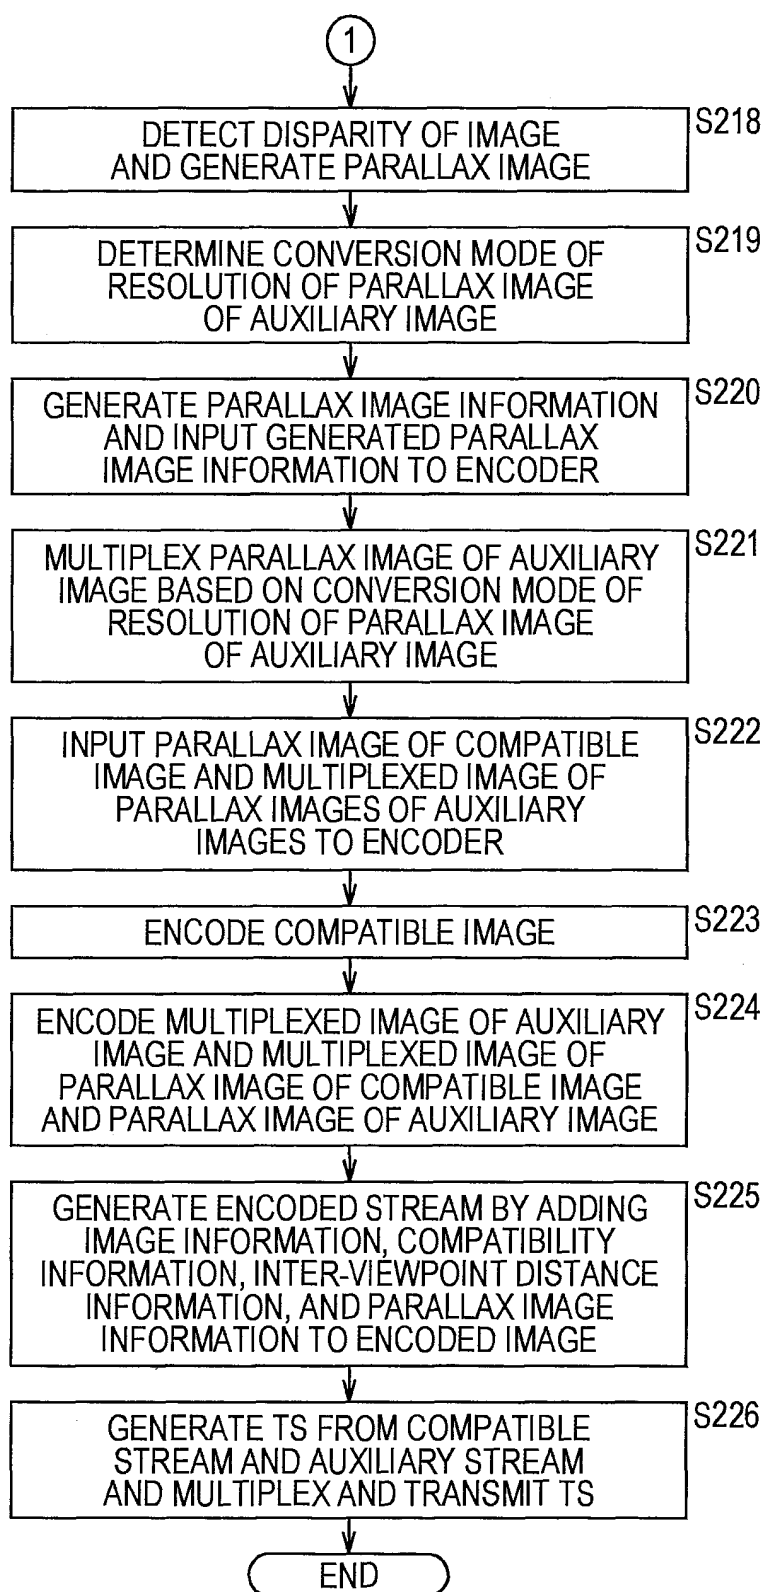 1
S218
DETECT DISPARITY OF IMAGE
AND GENERATE PARALLAX IMAGE
S219
DETERMINE CONVERSION MODE OF
RESOLUTION OF PARALLAX IMAGE
OF AUXILIARY IMAGE
S220
GENERATE PARALLAX IMAGE INFORMATION
AND INPUT GENERATED PARALLAX
IMAGE INFORMATION TO ENCODER
S221
MULTIPLEX PARALLAX IMAGE OF AUXILIARY
IMAGE BASED ON CONVERSION MODE OF
RESOLUTION OF PARALLAX IMAGE
OF AUXILIARY IMAGE
S222
INPUT PARALLAX IMAGE OF COMPATIBLE
IMAGE AND MULTIPLEXED IMAGE OF
PARALLAX IMAGES OF AUXILIARY
IMAGES TO ENCODER
S223
ENCODE COMPATIBLE IMAGE
S224
ENCODE MULTIPLEXED IMAGE OF AUXILIARY
IMAGE AND MULTIPLEXED IMAGE OF
PARALLAX IMAGE OF COMPATIBLE IMAGE
AND PARALLAX IMAGE OF AUXILIARY IMAGE
S225
GENERATE ENCODED STREAM BY ADDING
IMAGE INFORMATION, COMPATIBILITY
INFORMATION, INTER-VIEWPOINT DISTANCE
INFORMATION, AND PARALLAX IMAGE
INFORMATION TO ENCODED IMAGE
S226
GENERATE TS FROM COMPATIBLE
STREAM AND AUXILIARY STREAM
AND MULTIPLEX AND TRANSMIT TS
END